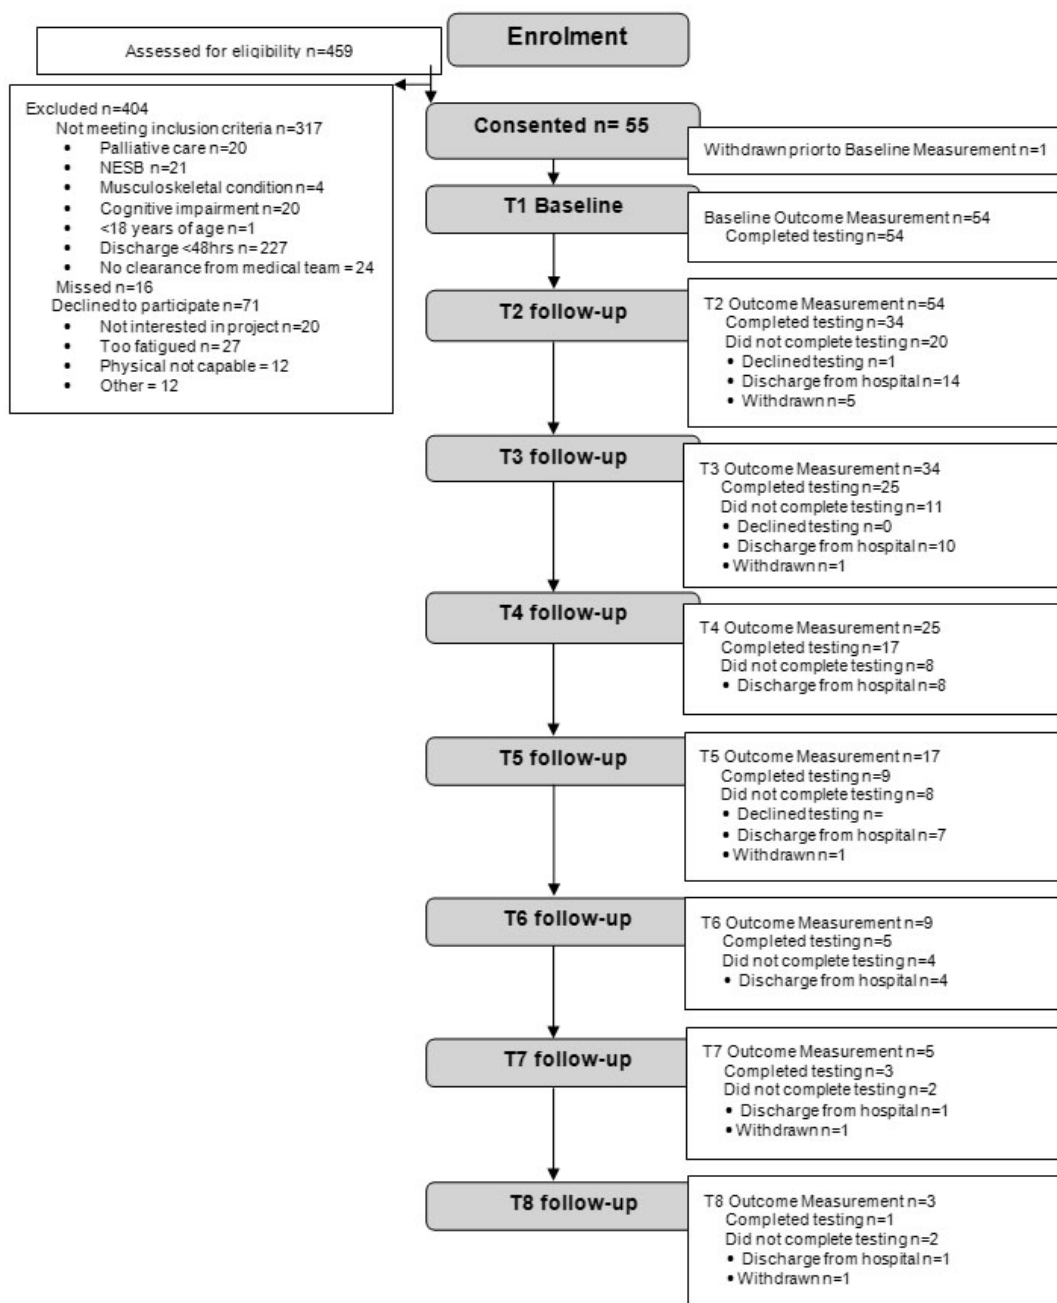 Enrolment
Assessed for eligibility n=459
Excluded n=404
Not meeting inclusion criteria n=317
• Palliative care n=20
• NESB n=21
• Musculoskeletal condition n=4
• Cognitive impairment n=20
• <18 years of age n=1
• Discharge <48hrs n=227
• No clearance from medical team = 24
Missed n=16
Declined to participate n=71
• Not interested in project n=20
• Too fatigued n=27
• Physical not capable = 12
• Other = 12
Consented n= 55
Withdrawn prior to Baseline Measurement n=1
T1 Baseline
Baseline Outcome Measurement n=54
Completed testing n=54
T2 follow-up
T2 Outcome Measurement n=54
Completed testing n=34
Did not complete testing n=20
• Declined testing n=1
• Discharge from hospital n=14
• Withdrawn n=5
T3 follow-up
T3 Outcome Measurement n=34
Completed testing n=25
Did not complete testing n=11
• Declined testing n=0
• Discharge from hospital n=10
• Withdrawn n=1
T4 follow-up
T4 Outcome Measurement n=25
Completed testing n=17
Did not complete testing n=8
• Discharge from hospital n=8
T5 follow-up
T5 Outcome Measurement n=17
Completed testing n=9
Did not complete testing n=8
• Declined testing n=
• Discharge from hospital n=7
• Withdrawn n=1
T6 follow-up
T6 Outcome Measurement n=9
Completed testing n=5
Did not complete testing n=4
• Discharge from hospital n=4
T7 follow-up
T7 Outcome Measurement n=5
Completed testing n=3
Did not complete testing n=2
• Discharge from hospital n=1
• Withdrawn n=1
T8 follow-up
T8 Outcome Measurement n=3
Completed testing n=1
Did not complete testing n=2
• Discharge from hospital n=1
• Withdrawn n=1